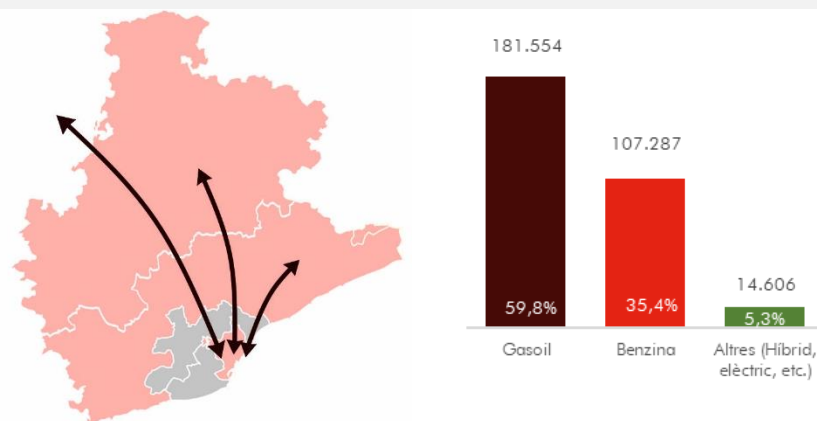 181.554
107.287
14.606
59,8%
35,4%
5,3%
Gasoil
Benzina
Altres (Híbrid,
elèctric, etc.)